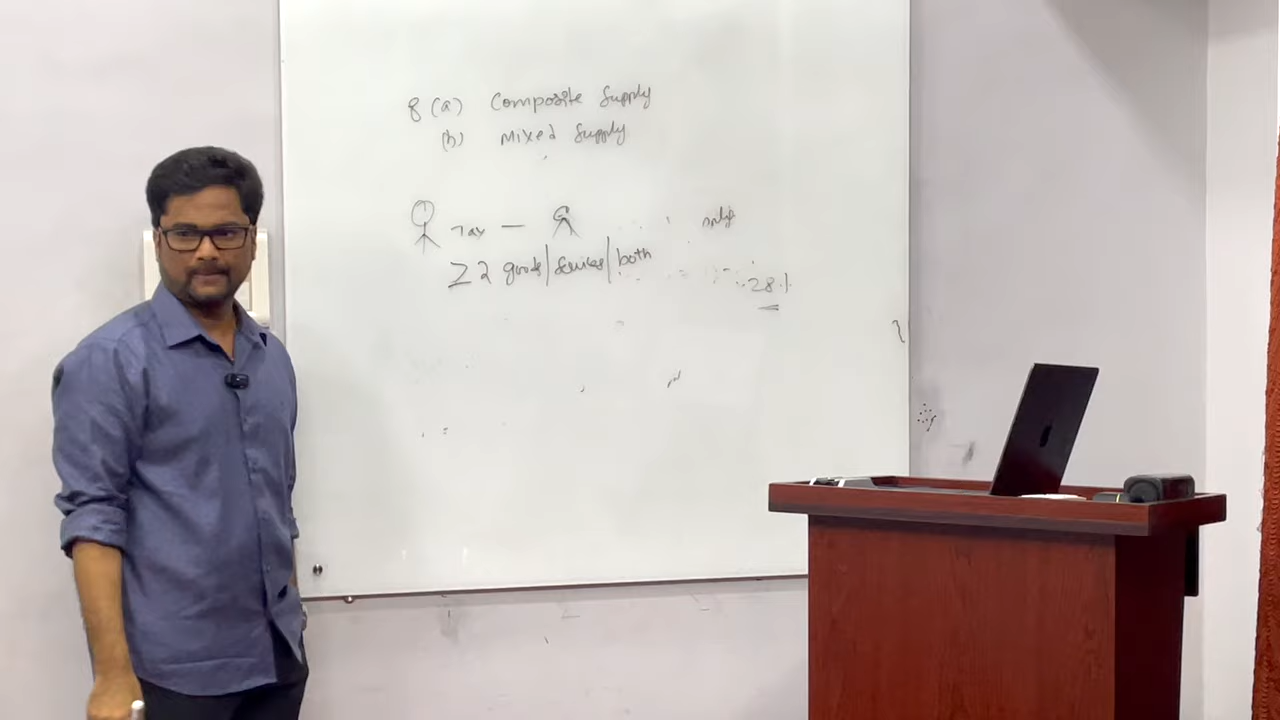 8 (a) Composite Supply
(b) Mixed Supply
Tax — only
≥2 goods/services/both
28%